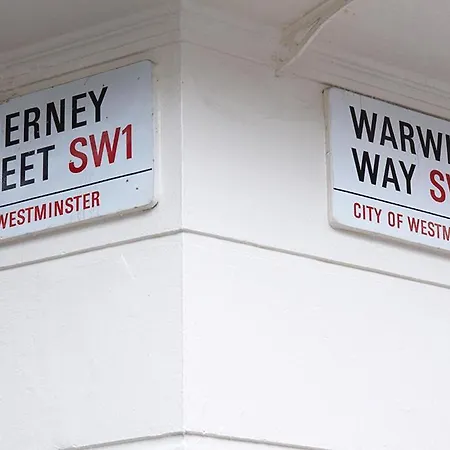 ERNEY
EET SW1
WESTMINSTER
WARWI
WAY S
CITY OF WESTM